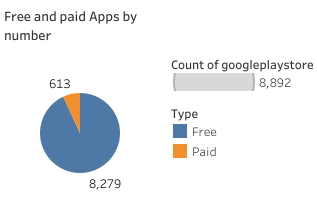 Free and paid Apps by
number
Count of googleplaystore
8,892
Type
Free
Paid
613
8,279